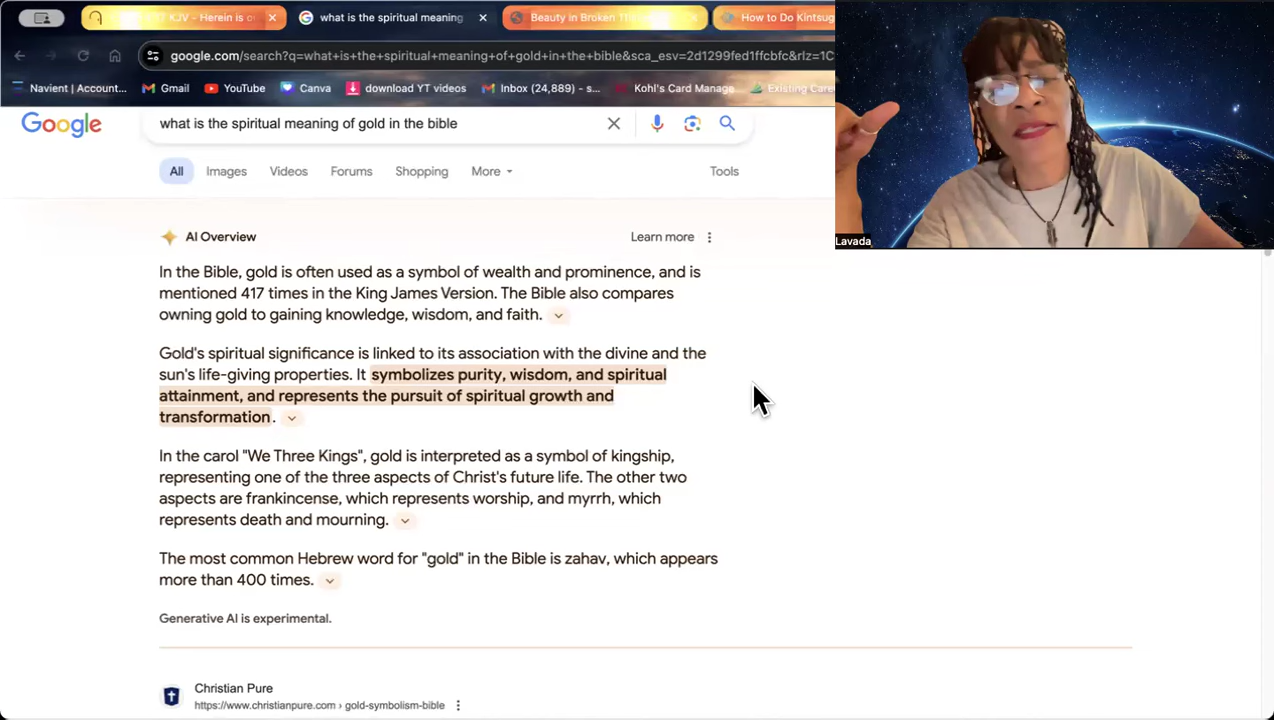 KJV - Herein is
what is the spiritual meaning
Beauty in Broken Thi
How to Do Kintsug
google.com/search?q=what+is+the+spiritual+meaning+of+gold+in+the+bible&sca_esv=2d1299fed1ffcbfc&rlz=1C
Navient | Account...
Gmail
YouTube
Canva
download YT videos
Inbox (24,889) - s...
Kohl's Card Manage
Existing Care
Google
what is the spiritual meaning of gold in the bible
All
Images
Videos
Forums
Shopping
More
Tools
Lavada
AI Overview
Learn more
In the Bible, gold is often used as a symbol of wealth and prominence, and is
mentioned 417 times in the King James Version. The Bible also compares
owning gold to gaining knowledge, wisdom, and faith.
Gold's spiritual significance is linked to its association with the divine and the
sun's life-giving properties. It symbolizes purity, wisdom, and spiritual
attainment, and represents the pursuit of spiritual growth and
transformation.
In the carol "We Three Kings", gold is interpreted as a symbol of kingship,
representing one of the three aspects of Christ's future life. The other two
aspects are frankincense, which represents worship, and myrrh, which
represents death and mourning.
The most common Hebrew word for "gold" in the Bible is zahav, which appears
more than 400 times.
Generative AI is experimental.
Christian Pure
https://www.christianpure.com › gold-symbolism-bible